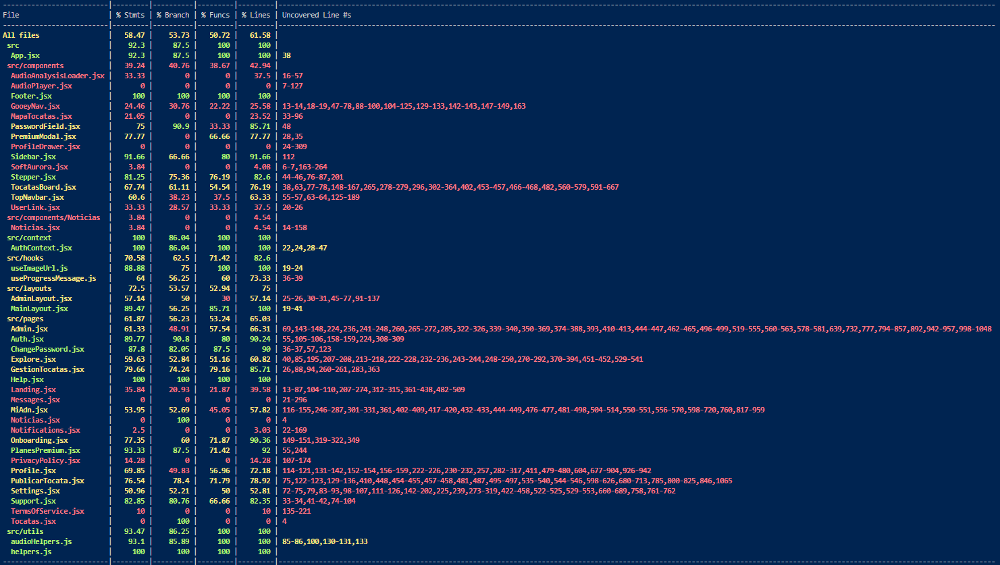 File | % Stmts | % Branch | % Funcs | % Lines | Uncovered Line #s
All files | 58.47 | 53.73 | 50.72 | 61.58 |
src | 92.3 | 87.5 | 100 | 100 |
App.jsx | 92.3 | 87.5 | 100 | 100 | 38
src/components | 39.24 | 40.76 | 38.67 | 42.94 |
AudioAnalysisLoader.jsx | 33.33 | 0 | 0 | 37.5 | 16-57
AudioPlayer.jsx | 0 | 0 | 0 | 0 | 7-127
Footer.jsx | 100 | 100 | 100 | 100 |
GooeyNav.jsx | 24.46 | 30.76 | 22.22 | 25.58 | 13-14,18-19,47-78,88-100,104-125,129-133,142-143,147-149,163
MapaTocatas.jsx | 21.05 | 0 | 0 | 23.52 | 33-96
PasswordField.jsx | 75 | 90.9 | 33.33 | 85.71 | 48
PremiumModal.jsx | 77.77 | 0 | 66.66 | 77.77 | 28,35
ProfileDrawer.jsx | 0 | 0 | 0 | 0 | 24-309
Sidebar.jsx | 91.66 | 66.66 | 80 | 91.66 | 112
SoftAurora.jsx | 3.84 | 0 | 0 | 4.08 | 6-7,163-264
Stepper.jsx | 81.25 | 75.36 | 76.19 | 82.6 | 44-46,76-87,201
TocatasBoard.jsx | 67.74 | 61.11 | 54.54 | 76.19 | 38,63,77-78,148-167,265,278-279,296,302-364,402,453-457,466-468,482,560-579,591-667
TopNavbar.jsx | 60.6 | 38.23 | 37.5 | 63.33 | 55-57,63-64,125-189
UserLink.jsx | 33.33 | 28.57 | 33.33 | 37.5 | 20-26
src/components/Noticias | 3.84 | 0 | 0 | 4.54 |
Noticias.jsx | 3.84 | 0 | 0 | 4.54 | 14-158
src/context | 100 | 86.04 | 100 | 100 |
AuthContext.jsx | 100 | 86.04 | 100 | 100 | 22,24,28-47
src/hooks | 70.58 | 62.5 | 71.42 | 82.6 |
useImageUrl.js | 88.88 | 75 | 100 | 100 | 19-24
useProgressMessage.js | 64 | 56.25 | 60 | 73.33 | 36-39
src/layouts | 72.5 | 53.57 | 52.94 | 75 |
AdminLayout.jsx | 57.14 | 50 | 30 | 57.14 | 25-26,30-31,45-77,91-137
MainLayout.jsx | 89.47 | 56.25 | 85.71 | 100 | 19-41
src/pages | 61.87 | 56.23 | 53.24 | 65.03 |
Admin.jsx | 61.33 | 48.91 | 57.54 | 66.31 | 69,143-148,224,236,241-248,260,265-272,285,322-326,339-340,350-369,374-388,393,410-413,444-447,462-465,496-499,519-555,560-563,578-581,639,732,777,794-857,892,942-957,998-1048
Auth.jsx | 89.77 | 90.8 | 80 | 90.24 | 55,105-106,158-159,224,308-309
ChangePassword.jsx | 87.8 | 82.05 | 87.5 | 90 | 36-37,57,123
Explore.jsx | 59.63 | 52.84 | 51.16 | 60.82 | 40,85,195,207-208,213-218,222-228,232-236,243-244,248-250,270-292,370-394,451-452,529-541
GestionTocatas.jsx | 79.66 | 74.24 | 79.16 | 85.71 | 26,88,94,260-261,283,363
Help.jsx | 100 | 100 | 100 | 100 |
Landing.jsx | 35.84 | 20.93 | 21.87 | 39.58 | 13-87,104-110,207-274,312-315,361-438,482-509
Messages.jsx | 0 | 0 | 0 | 0 | 21-296
MiAdn.jsx | 53.95 | 52.69 | 45.05 | 57.82 | 116-155,246-287,301-331,361,402-409,417-420,432-433,444-449,476-477,481-498,504-514,550-551,556-570,598-720,760,817-959
Noticias.jsx | 0 | 100 | 0 | 0 | 4
Notifications.jsx | 2.5 | 0 | 0 | 3.03 | 22-169
Onboarding.jsx | 77.35 | 60 | 71.87 | 90.36 | 149-151,319-322,349
PlanesPremium.jsx | 93.33 | 87.5 | 71.42 | 92 | 55,244
PrivacyPolicy.jsx | 14.28 | 0 | 0 | 14.28 | 107-174
Profile.jsx | 69.85 | 49.83 | 56.96 | 72.18 | 114-121,131-142,152-154,156-159,222-226,230-232,257,282-317,411,479-480,604,677-904,926-942
PublicarTocata.jsx | 76.54 | 78.4 | 71.79 | 78.92 | 75,122-123,129-136,410,448,454-455,457-458,481,487,495-497,535-540,544-546,598-626,680-713,785,800-825,846,1065
Settings.jsx | 50.96 | 52.21 | 50 | 52.81 | 72-75,79,83-93,98-107,111-126,142-202,225,239,273-319,422-458,522-525,529-553,660-689,758,761-762
Support.jsx | 82.85 | 80.76 | 66.66 | 82.35 | 33-34,41-42,74-104
TermsOfService.jsx | 10 | 0 | 0 | 10 | 135-221
Tocatas.jsx | 0 | 100 | 0 | 0 | 4
src/utils | 93.47 | 86.25 | 100 | 100 |
audioHelpers.js | 93.1 | 85.89 | 100 | 100 | 85-86,100,130-131,133
helpers.js | 100 | 100 | 100 | 100 |